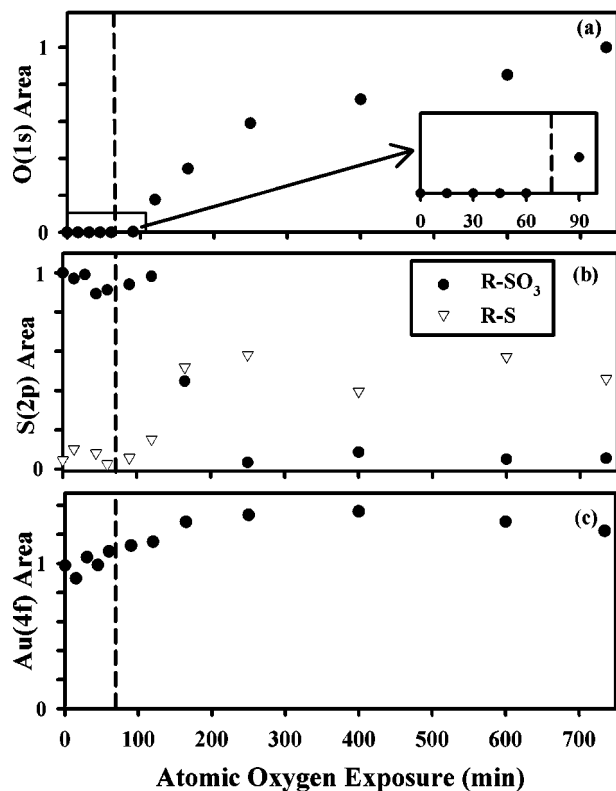 (a)
1
0
O(1s) Area
0 30 60 90
(b)
R-SO₃
R-S
1
0
S(2p) Area
(c)
1
0
Au(4f) Area
0 100 200 300 400 500 600 700
Atomic Oxygen Exposure (min)